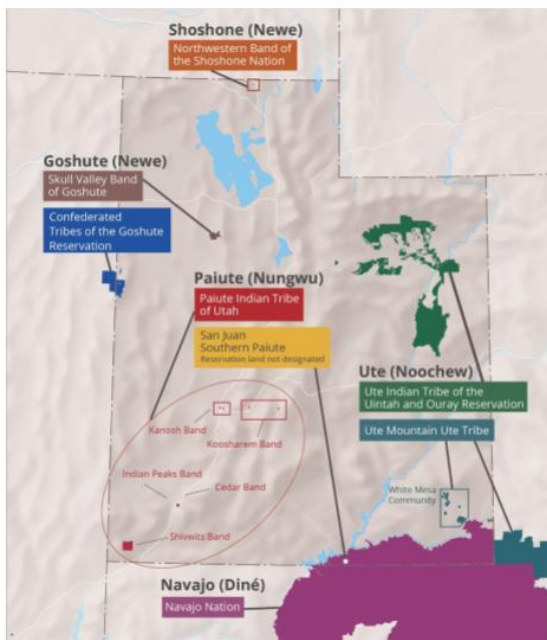 Shoshone (Newe)
Northwestern Band of
the Shoshone Nation
Goshute (Newe)
Skull Valley Band
of Goshute
Confederated
Tribes of the Goshute
Reservation
Paiute (Nungwu)
Paiute Indian Tribe
of Utah
San Juan
Southern Paiute
Reservation land not designated
Ute (Noochew)
Ute Indian Tribe of the
Uintah and Ouray Reservation
Ute Mountain Ute Tribe
Kanosh Band
Koosharem Band
Indian Peaks Band
Cedar Band
White Mesa
Community
Shivwits Band
Navajo (Diné)
Navajo Nation